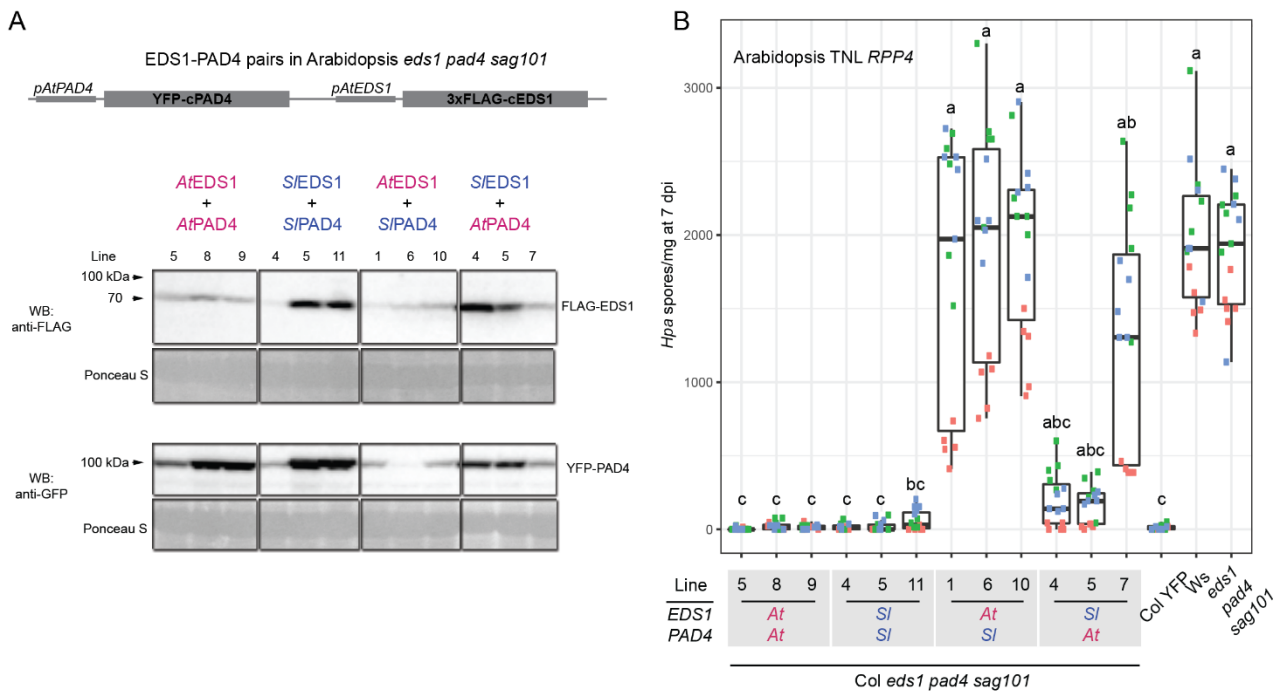 A
EDS1-PAD4 pairs in Arabidopsis eds1 pad4 sag101
pAtPAD4
YFP-cPAD4
pAtEDS1
3xFLAG-cEDS1
AtEDS1 + AtPAD4
SlEDS1 + SlPAD4
AtEDS1 + SlPAD4
SlEDS1 + AtPAD4
Line 5 8 9 4 5 11 1 6 10 4 5 7
100 kDa
70
WB: anti-FLAG
FLAG-EDS1
Ponceau S
100 kDa
WB: anti-GFP
YFP-PAD4
Ponceau S
B
Arabidopsis TNL RPP4
Hpa spores/mg at 7 dpi
3000
2000
1000
0
c c c c c bc a a a abc abc ab c a a
Line 5 8 9 4 5 11 1 6 10 4 5 7
EDS1 At Sl At Sl
PAD4 At Sl Sl At
Col YFP
Ws
eds1
pad4
sag101
Col eds1 pad4 sag101